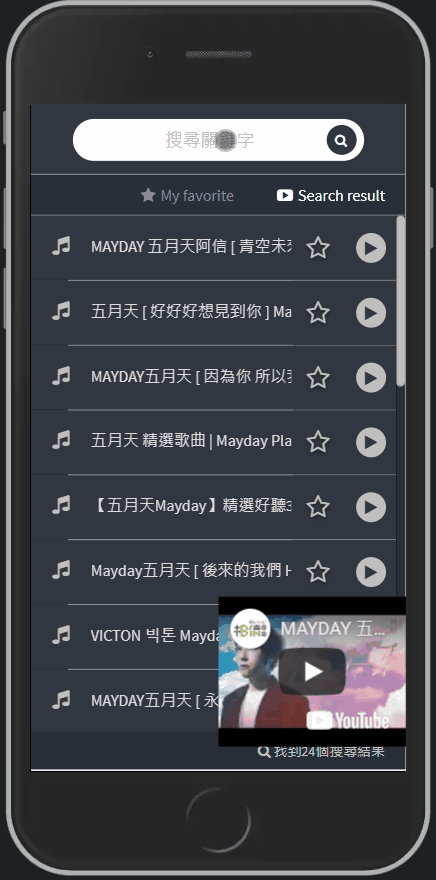 搜尋關鍵字
My favorite
Search result
MAYDAY 五月天阿信 [ 青空未來
五月天 [ 好好好想見到你 ] Ma
MAYDAY五月天 [ 因為你 所以我
五月天 精選歌曲 | Mayday Pla
【五月天Mayday】精選好聽3
Mayday五月天 [ 後來的我們 H
VICTON 빅톤 Mayda
MAYDAY 五...
YouTube
MAYDAY五月天 [ 永
找到24個搜尋結果